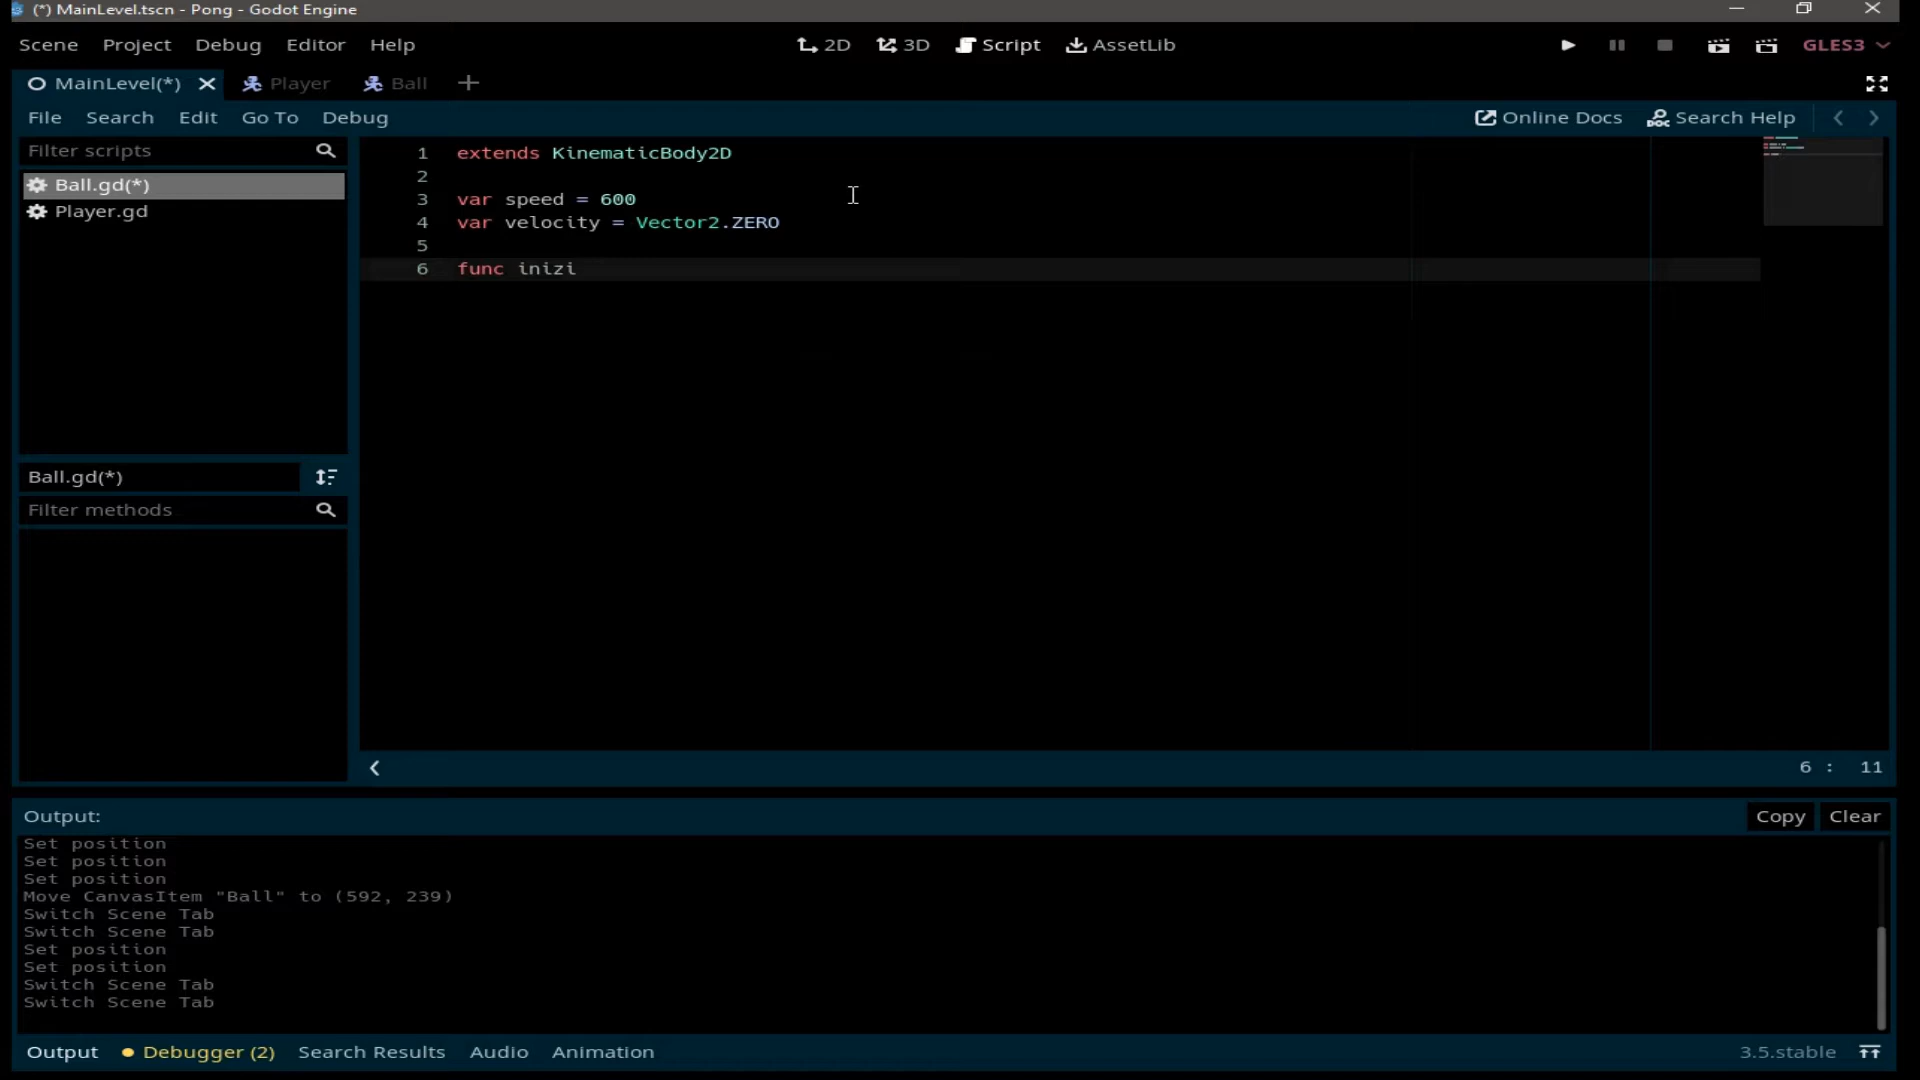 (*) MainLevel.tscn - Pong - Godot Engine
Scene Project Debug Editor Help 2D 3D Script AssetLib GLES3
MainLevel(*) Player Ball
File Search Edit Go To Debug Online Docs Search Help
Filter scripts
Ball.gd(*)
Player.gd
1 extends KinematicBody2D
2
3 var speed = 600
4 var velocity = Vector2.ZERO
5
6 func inizi
Ball.gd(*)
Filter methods
6 : 11
Output: Copy Clear
Set position
Set position
Set position
Move CanvasItem "Ball" to (592, 239)
Switch Scene Tab
Switch Scene Tab
Set position
Set position
Switch Scene Tab
Switch Scene Tab
Output Debugger (2) Search Results Audio Animation 3.5.stable